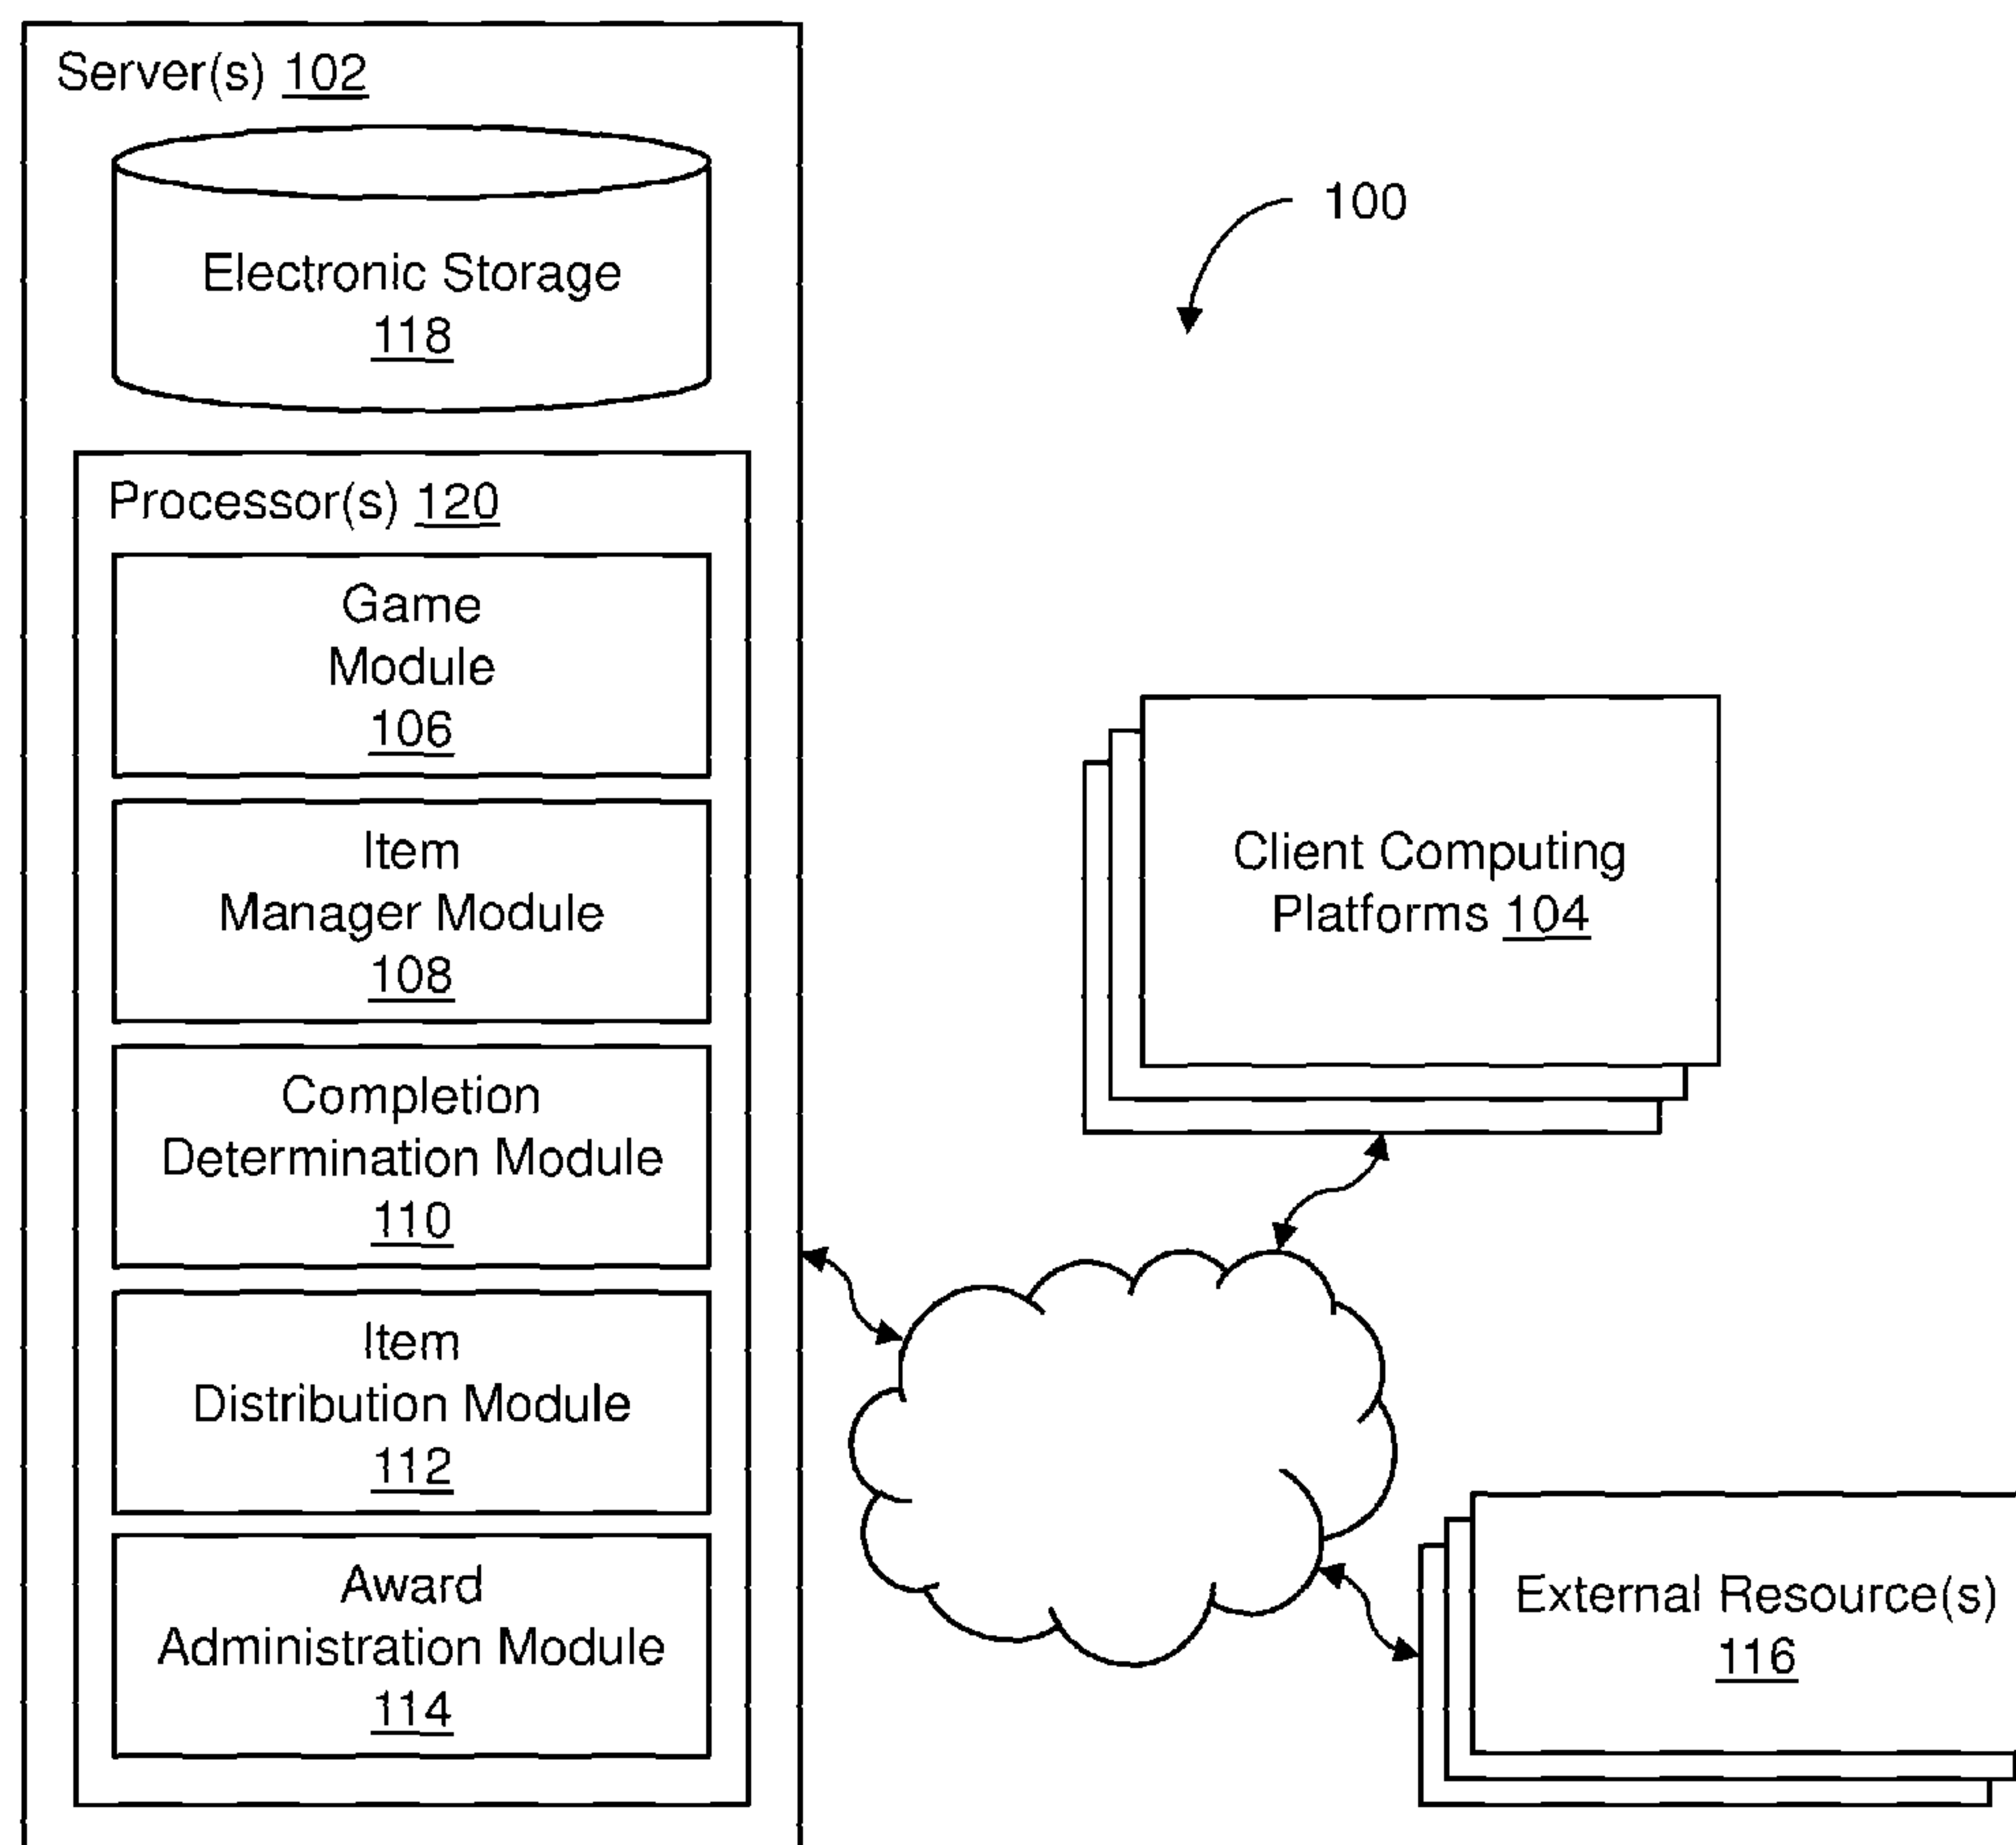 Server(s) 102
Electronic Storage
118
100
Processor(s) 120
Game
Module
106
Item
Manager Module
108
Completion
Determination Module
110
Item
Distribution Module
112
Award
Administration Module
114
Client Computing
Platforms 104
External Resource(s)
116